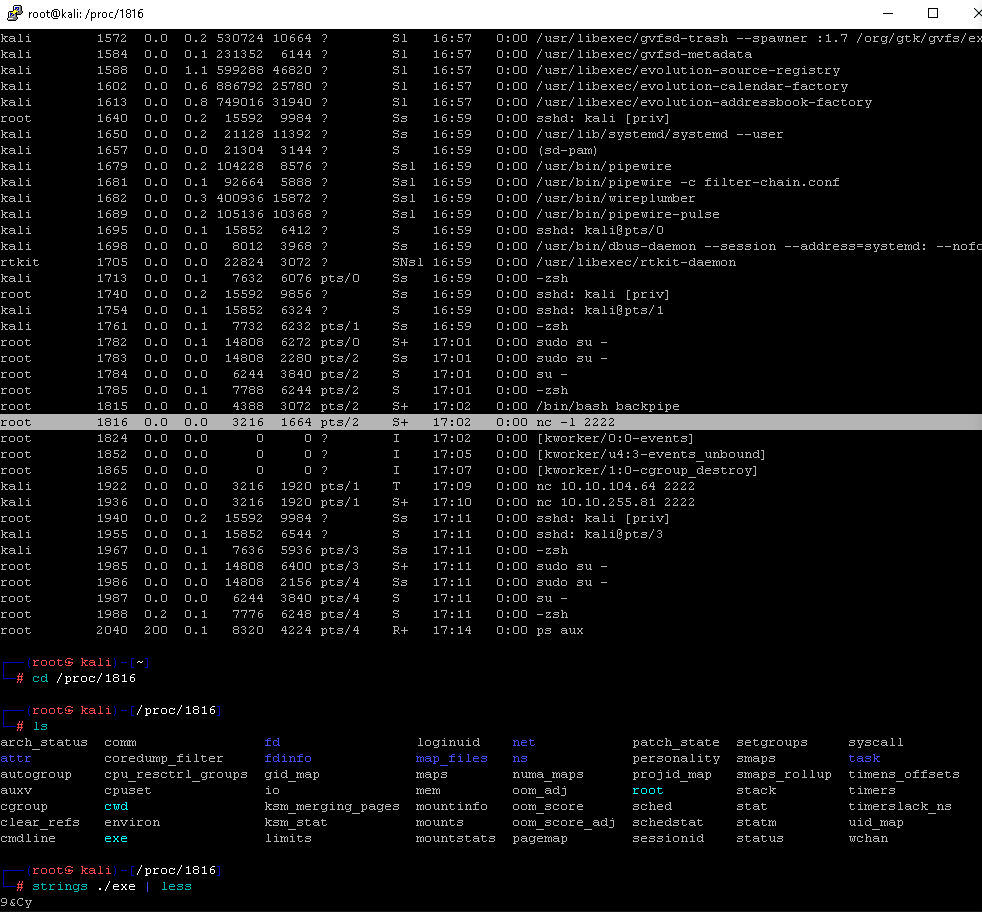 root@kali: /proc/1816
kali 1572 0.0 0.2 530724 10664 ? Sl 16:57 0:00 /usr/libexec/gvfsd-trash --spawner :1.7 /org/gtk/gvfs/ex
kali 1584 0.0 0.1 231352 6144 ? Sl 16:57 0:00 /usr/libexec/gvfsd-metadata
kali 1588 0.0 1.1 599288 46820 ? Sl 16:57 0:00 /usr/libexec/evolution-source-registry
kali 1602 0.0 0.6 886792 25780 ? Sl 16:57 0:00 /usr/libexec/evolution-calendar-factory
kali 1613 0.0 0.8 749016 31940 ? Sl 16:57 0:00 /usr/libexec/evolution-addressbook-factory
root 1640 0.0 0.2 15592 9984 ? Ss 16:59 0:00 sshd: kali [priv]
kali 1650 0.0 0.2 21128 11392 ? Ss 16:59 0:00 /usr/lib/systemd/systemd --user
kali 1657 0.0 0.0 21304 3144 ? S 16:59 0:00 (sd-pam)
kali 1679 0.0 0.2 104228 8576 ? Ssl 16:59 0:00 /usr/bin/pipewire
kali 1681 0.0 0.1 92664 5888 ? Ssl 16:59 0:00 /usr/bin/pipewire -c filter-chain.conf
kali 1682 0.0 0.3 400936 15872 ? Ssl 16:59 0:00 /usr/bin/wireplumber
kali 1689 0.0 0.2 105136 10368 ? Ssl 16:59 0:00 /usr/bin/pipewire-pulse
kali 1695 0.0 0.1 15852 6412 ? S 16:59 0:00 sshd: kali@pts/0
kali 1698 0.0 0.0 8012 3968 ? Ss 16:59 0:00 /usr/bin/dbus-daemon --session --address=systemd: --nofo
rtkit 1705 0.0 0.0 22824 3072 ? SNsl 16:59 0:00 /usr/libexec/rtkit-daemon
kali 1713 0.0 0.1 7632 6076 pts/0 Ss 16:59 0:00 -zsh
root 1740 0.0 0.2 15592 9856 ? Ss 16:59 0:00 sshd: kali [priv]
kali 1754 0.0 0.1 15852 6324 ? S 16:59 0:00 sshd: kali@pts/1
kali 1761 0.0 0.1 7732 6232 pts/1 Ss 16:59 0:00 -zsh
root 1782 0.0 0.1 14808 6272 pts/0 S+ 17:01 0:00 sudo su -
root 1783 0.0 0.0 14808 2280 pts/2 Ss 17:01 0:00 sudo su -
root 1784 0.0 0.0 6244 3840 pts/2 S 17:01 0:00 su -
root 1785 0.0 0.1 7788 6244 pts/2 S 17:01 0:00 -zsh
root 1815 0.0 0.0 4388 3072 pts/2 S+ 17:02 0:00 /bin/bash backpipe
root 1816 0.0 0.0 3216 1664 pts/2 S+ 17:02 0:00 nc -l 2222
root 1824 0.0 0.0 0 0 ? I 17:02 0:00 [kworker/0:0-events]
root 1852 0.0 0.0 0 0 ? I 17:05 0:00 [kworker/u4:3-events_unbound]
root 1865 0.0 0.0 0 0 ? I 17:07 0:00 [kworker/1:0-cgroup_destroy]
kali 1922 0.0 0.0 3216 1920 pts/1 T 17:09 0:00 nc 10.10.104.64 2222
kali 1936 0.0 0.0 3216 1920 pts/1 S+ 17:10 0:00 nc 10.10.255.81 2222
root 1940 0.0 0.2 15592 9984 ? Ss 17:11 0:00 sshd: kali [priv]
kali 1955 0.0 0.1 15852 6544 ? S 17:11 0:00 sshd: kali@pts/3
kali 1967 0.0 0.1 7636 5936 pts/3 Ss 17:11 0:00 -zsh
root 1985 0.0 0.1 14808 6400 pts/3 S+ 17:11 0:00 sudo su -
root 1986 0.0 0.0 14808 2156 pts/4 Ss 17:11 0:00 sudo su -
root 1987 0.0 0.0 6244 3840 pts/4 S 17:11 0:00 su -
root 1988 0.2 0.1 7776 6248 pts/4 S 17:11 0:00 -zsh
root 2040 200 0.1 8320 4224 pts/4 R+ 17:14 0:00 ps aux
┌──(root㉿kali)-[~]
└─# cd /proc/1816
┌──(root㉿kali)-[/proc/1816]
└─# ls
arch_status comm fd loginuid net patch_state setgroups syscall
attr coredump_filter fdinfo map_files ns personality smaps task
autogroup cpu_resctrl_groups gid_map maps numa_maps projid_map smaps_rollup timens_offsets
auxv cpuset io mem oom_adj root stack timers
cgroup cwd ksm_merging_pages mountinfo oom_score sched stat timerslack_ns
clear_refs environ ksm_stat mounts oom_score_adj schedstat statm uid_map
cmdline exe limits mountstats pagemap sessionid status wchan
┌──(root㉿kali)-[/proc/1816]
└─# strings ./exe | less
9&Cy